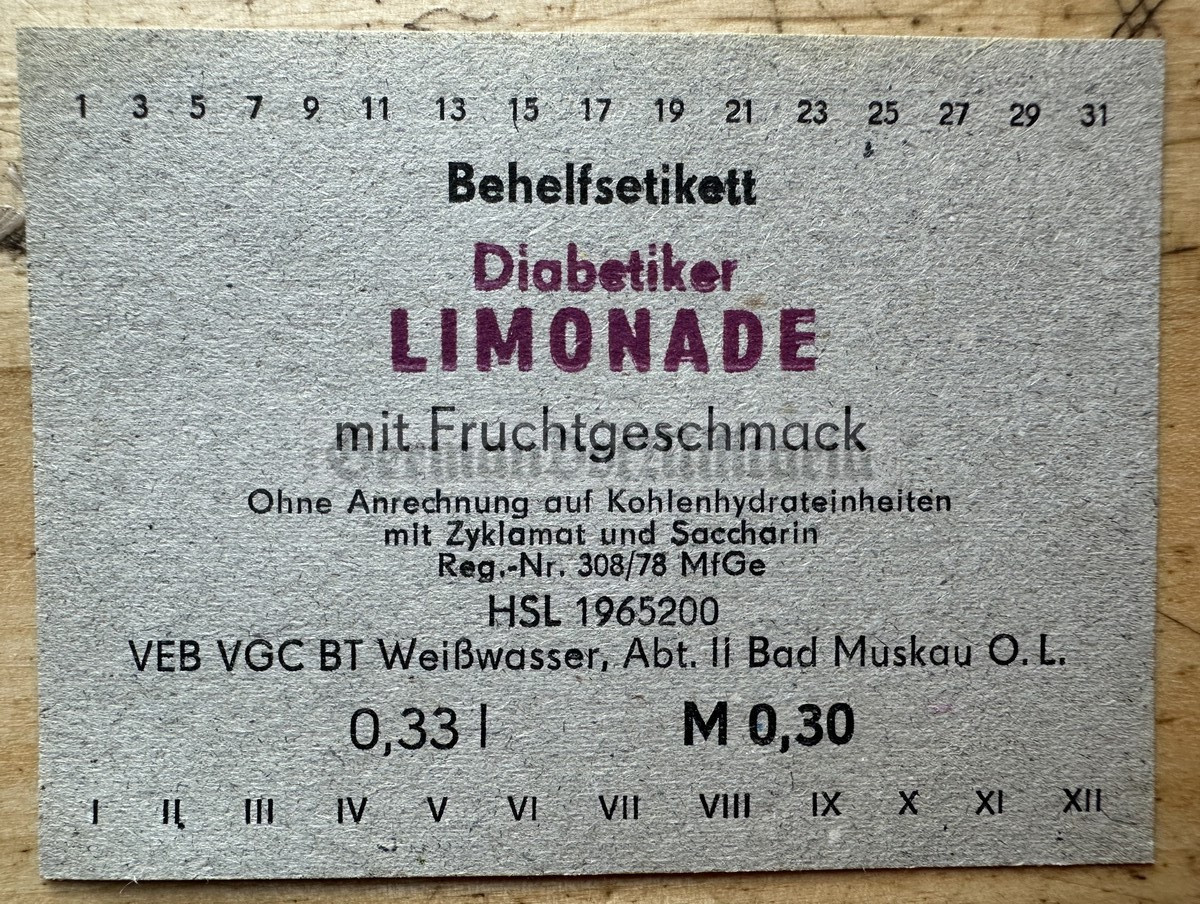 1 3 5 7 9 11 13 15 17 19 21 23 25 27 29 31
Behelfsetikett
Diabetiker
LIMONADE
mit Fruchtgeschmack
Ohne Anrechnung auf Kohlenhydrateinheiten
mit Zyklamat und Saccharin
Reg.-Nr. 308/78 MfGe
HSL 1965200
VEB VGC BT Weißwasser, Abt. II Bad Muskau O. L.
0,33 l M 0,30
I II III IV V VI VII VIII IX X XI XII